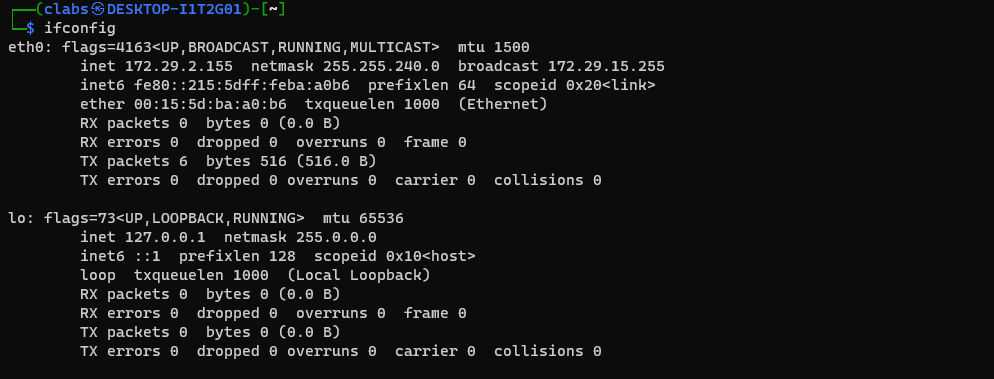 ┌──(clabs㉿DESKTOP-I1T2G01)-[~]
└─$ ifconfig
eth0: flags=4163<UP,BROADCAST,RUNNING,MULTICAST>  mtu 1500
        inet 172.29.2.155  netmask 255.255.240.0  broadcast 172.29.15.255
        inet6 fe80::215:5dff:feba:a0b6  prefixlen 64  scopeid 0x20<link>
        ether 00:15:5d:ba:a0:b6  txqueuelen 1000  (Ethernet)
        RX packets 0  bytes 0 (0.0 B)
        RX errors 0  dropped 0  overruns 0  frame 0
        TX packets 6  bytes 516 (516.0 B)
        TX errors 0  dropped 0 overruns 0  carrier 0  collisions 0

lo: flags=73<UP,LOOPBACK,RUNNING>  mtu 65536
        inet 127.0.0.1  netmask 255.0.0.0
        inet6 ::1  prefixlen 128  scopeid 0x10<host>
        loop  txqueuelen 1000  (Local Loopback)
        RX packets 0  bytes 0 (0.0 B)
        RX errors 0  dropped 0  overruns 0  frame 0
        TX packets 0  bytes 0 (0.0 B)
        TX errors 0  dropped 0 overruns 0  carrier 0  collisions 0